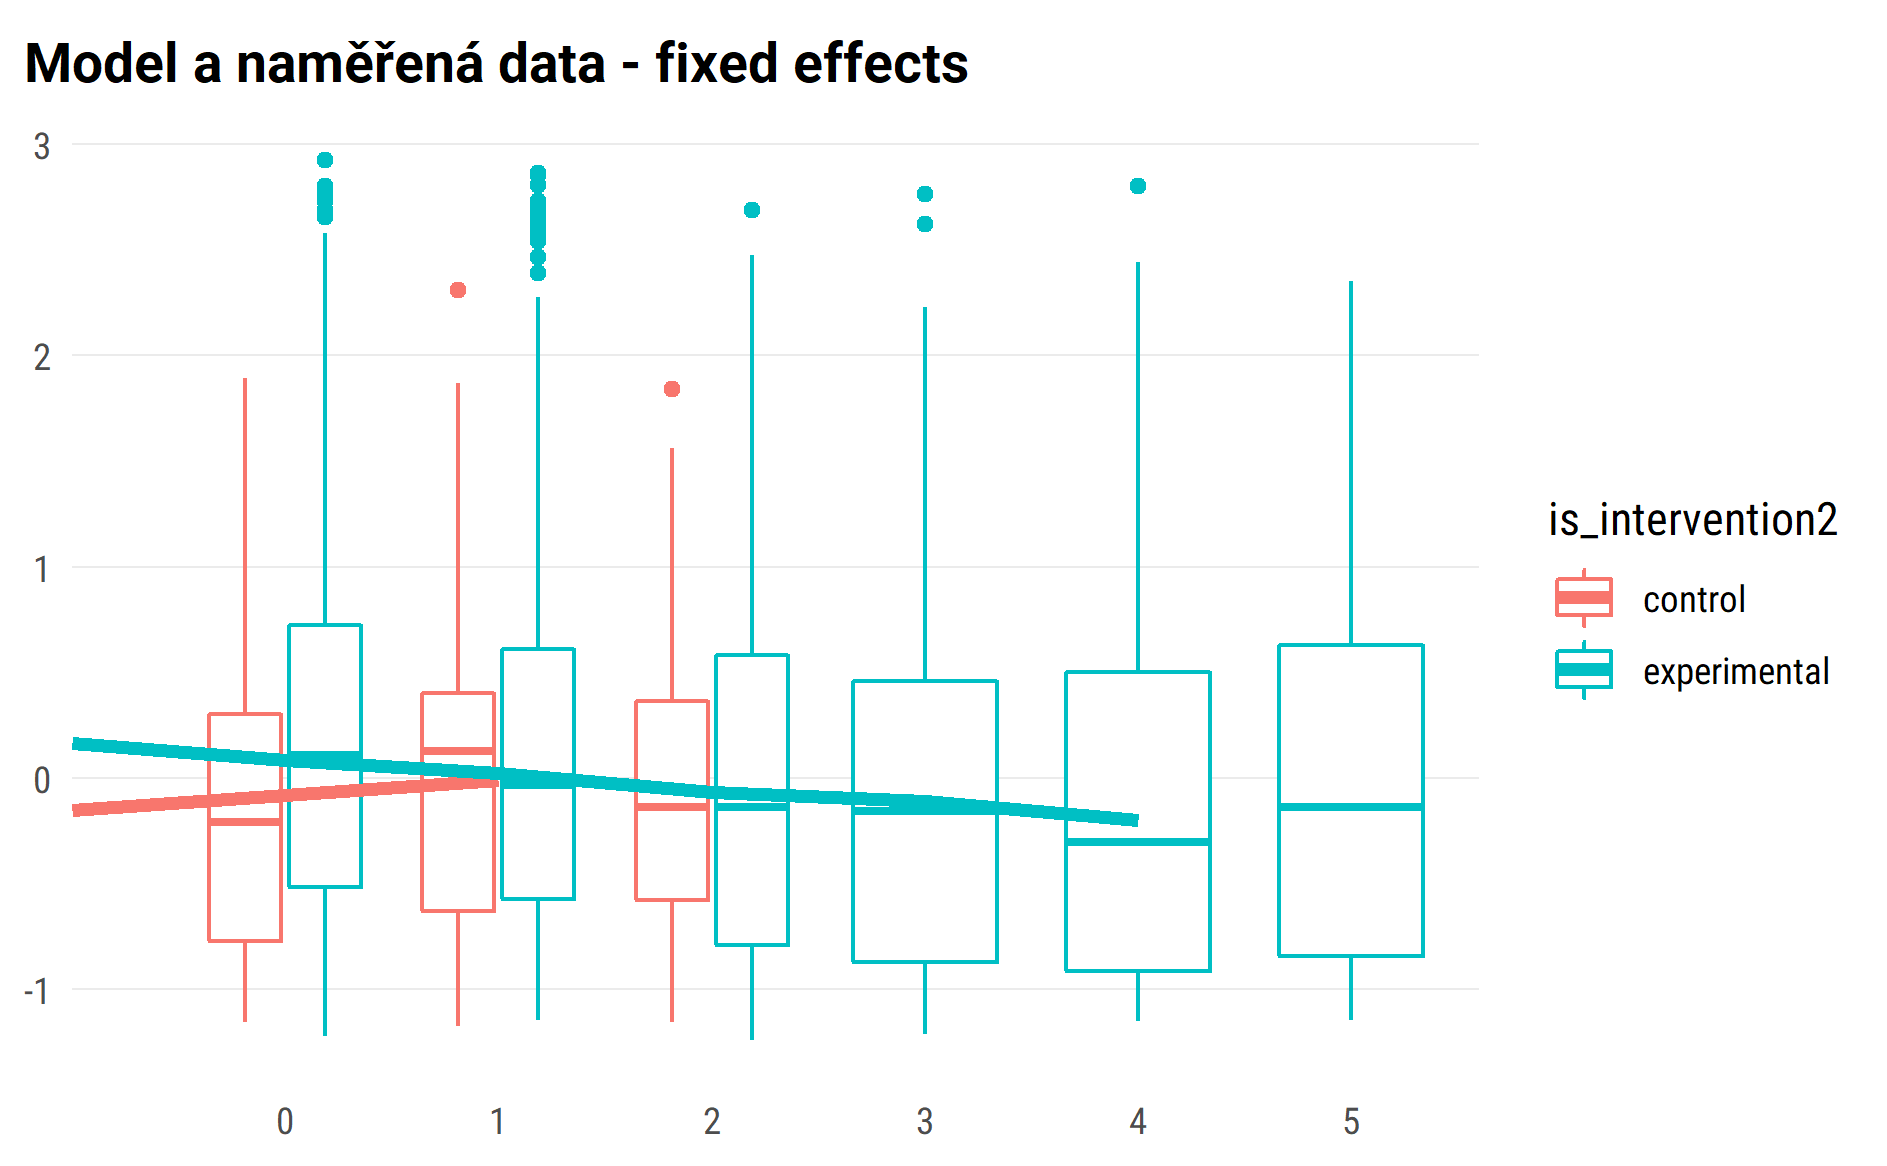 Model a naměřená data - fixed effects
3
2
1
0
-1
0 1 2 3 4 5
is_intervention2
control
experimental